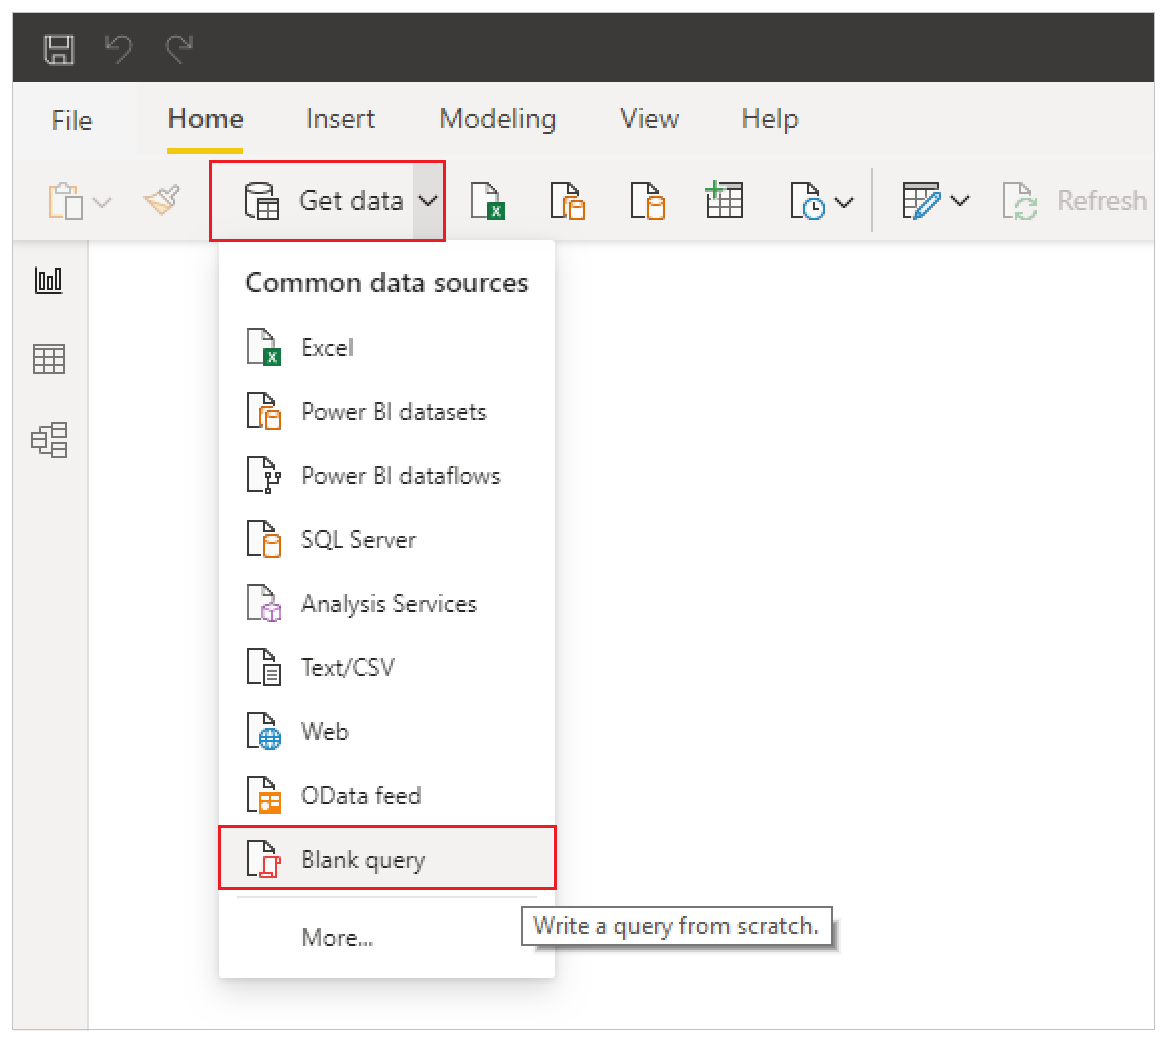 File Home Insert Modeling View Help
Get data Refresh
Common data sources
Excel
Power BI datasets
Power BI dataflows
SQL Server
Analysis Services
Text/CSV
Web
OData feed
Blank query
Write a query from scratch.
More...